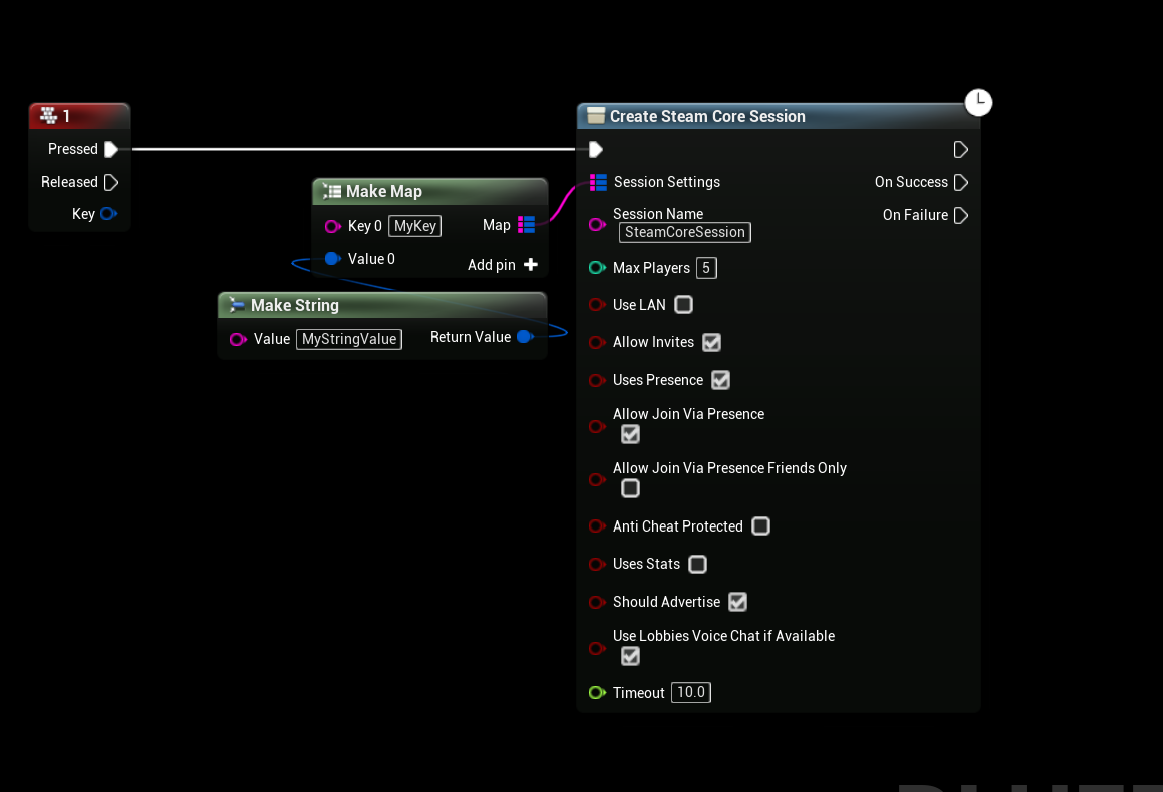 1
Pressed
Released
Key
Make Map
Key 0 MyKey
Map
Value 0
Add pin
Make String
Value MyStringValue
Return Value
Create Steam Core Session
Session Settings
On Success
Session Name
SteamCoreSession
On Failure
Max Players 5
Use LAN
Allow Invites
Uses Presence
Allow Join Via Presence
Allow Join Via Presence Friends Only
Anti Cheat Protected
Uses Stats
Should Advertise
Use Lobbies Voice Chat if Available
Timeout 10.0